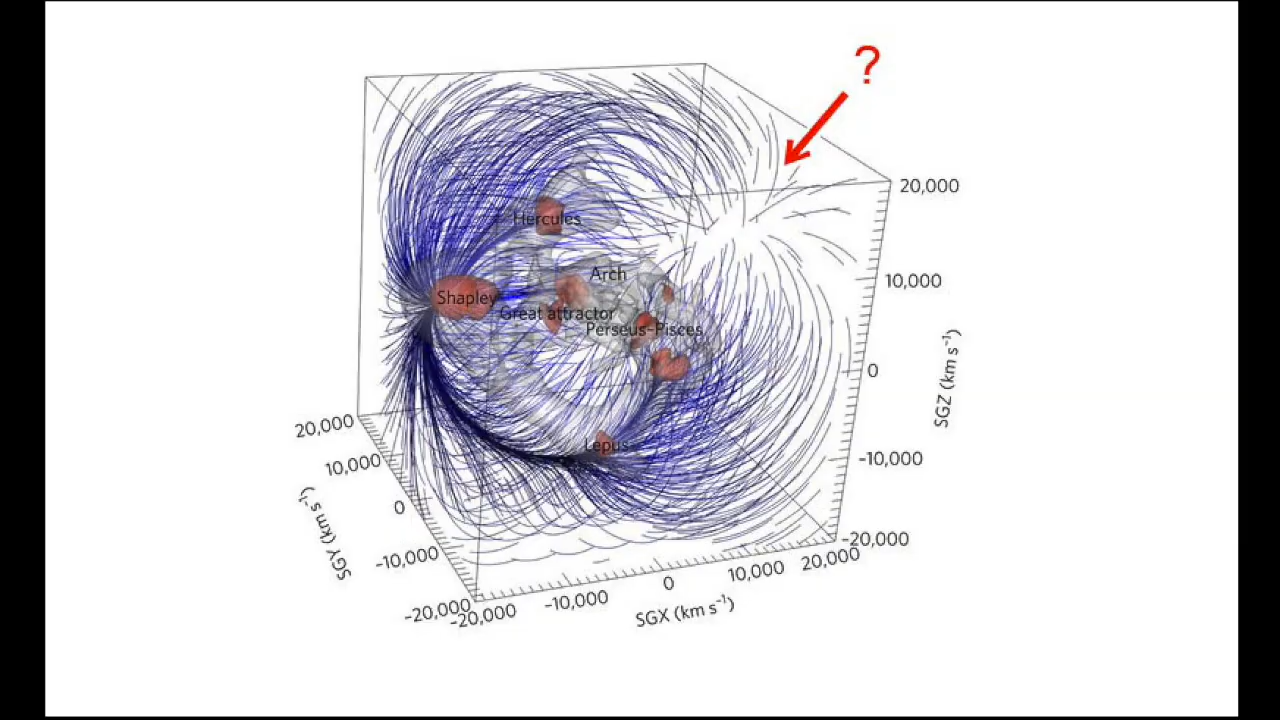 ?
20,000
Hercules
Arch
10,000
Shapley
Great attractor
Perseus-Pisces
0
SGZ (km s⁻¹)
20,000
Lepus
-10,000
10,000
0
SGY (km s⁻¹)
-10,000
-20,000
-20,000
-20,000
-10,000
0
10,000
20,000
SGX (km s⁻¹)